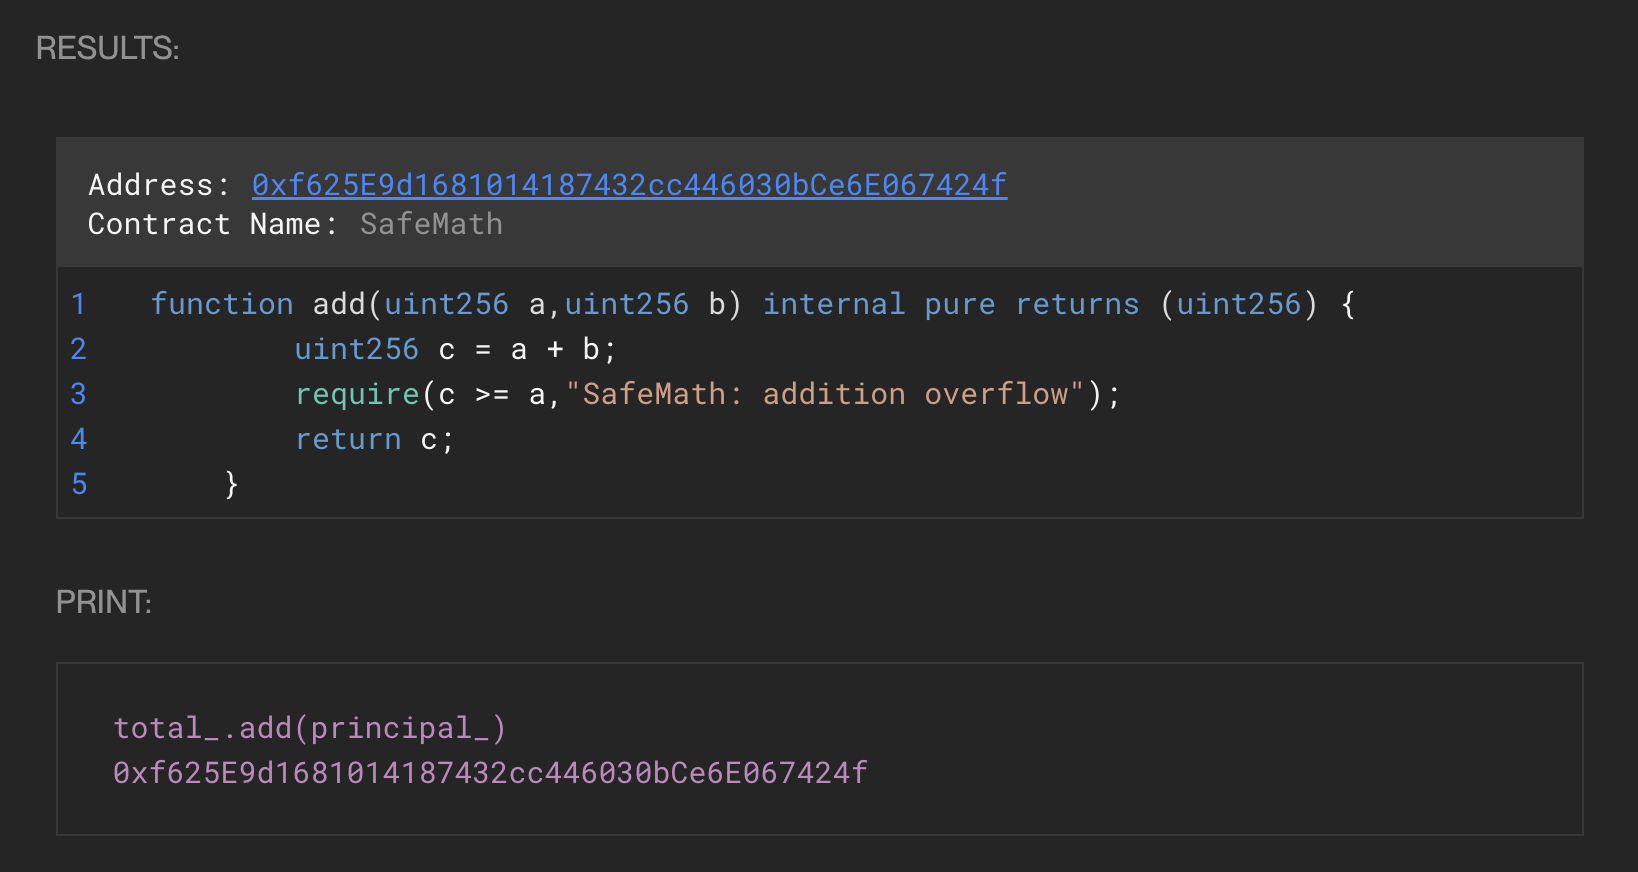 RESULTS:
Address: 0xf625E9d1681014187432cc446030bCe6E067424f
Contract Name: SafeMath
1 function add(uint256 a,uint256 b) internal pure returns (uint256) {
2 uint256 c = a + b;
3 require(c >= a,"SafeMath: addition overflow");
4 return c;
5 }
PRINT:
total_.add(principal_)
0xf625E9d1681014187432cc446030bCe6E067424f